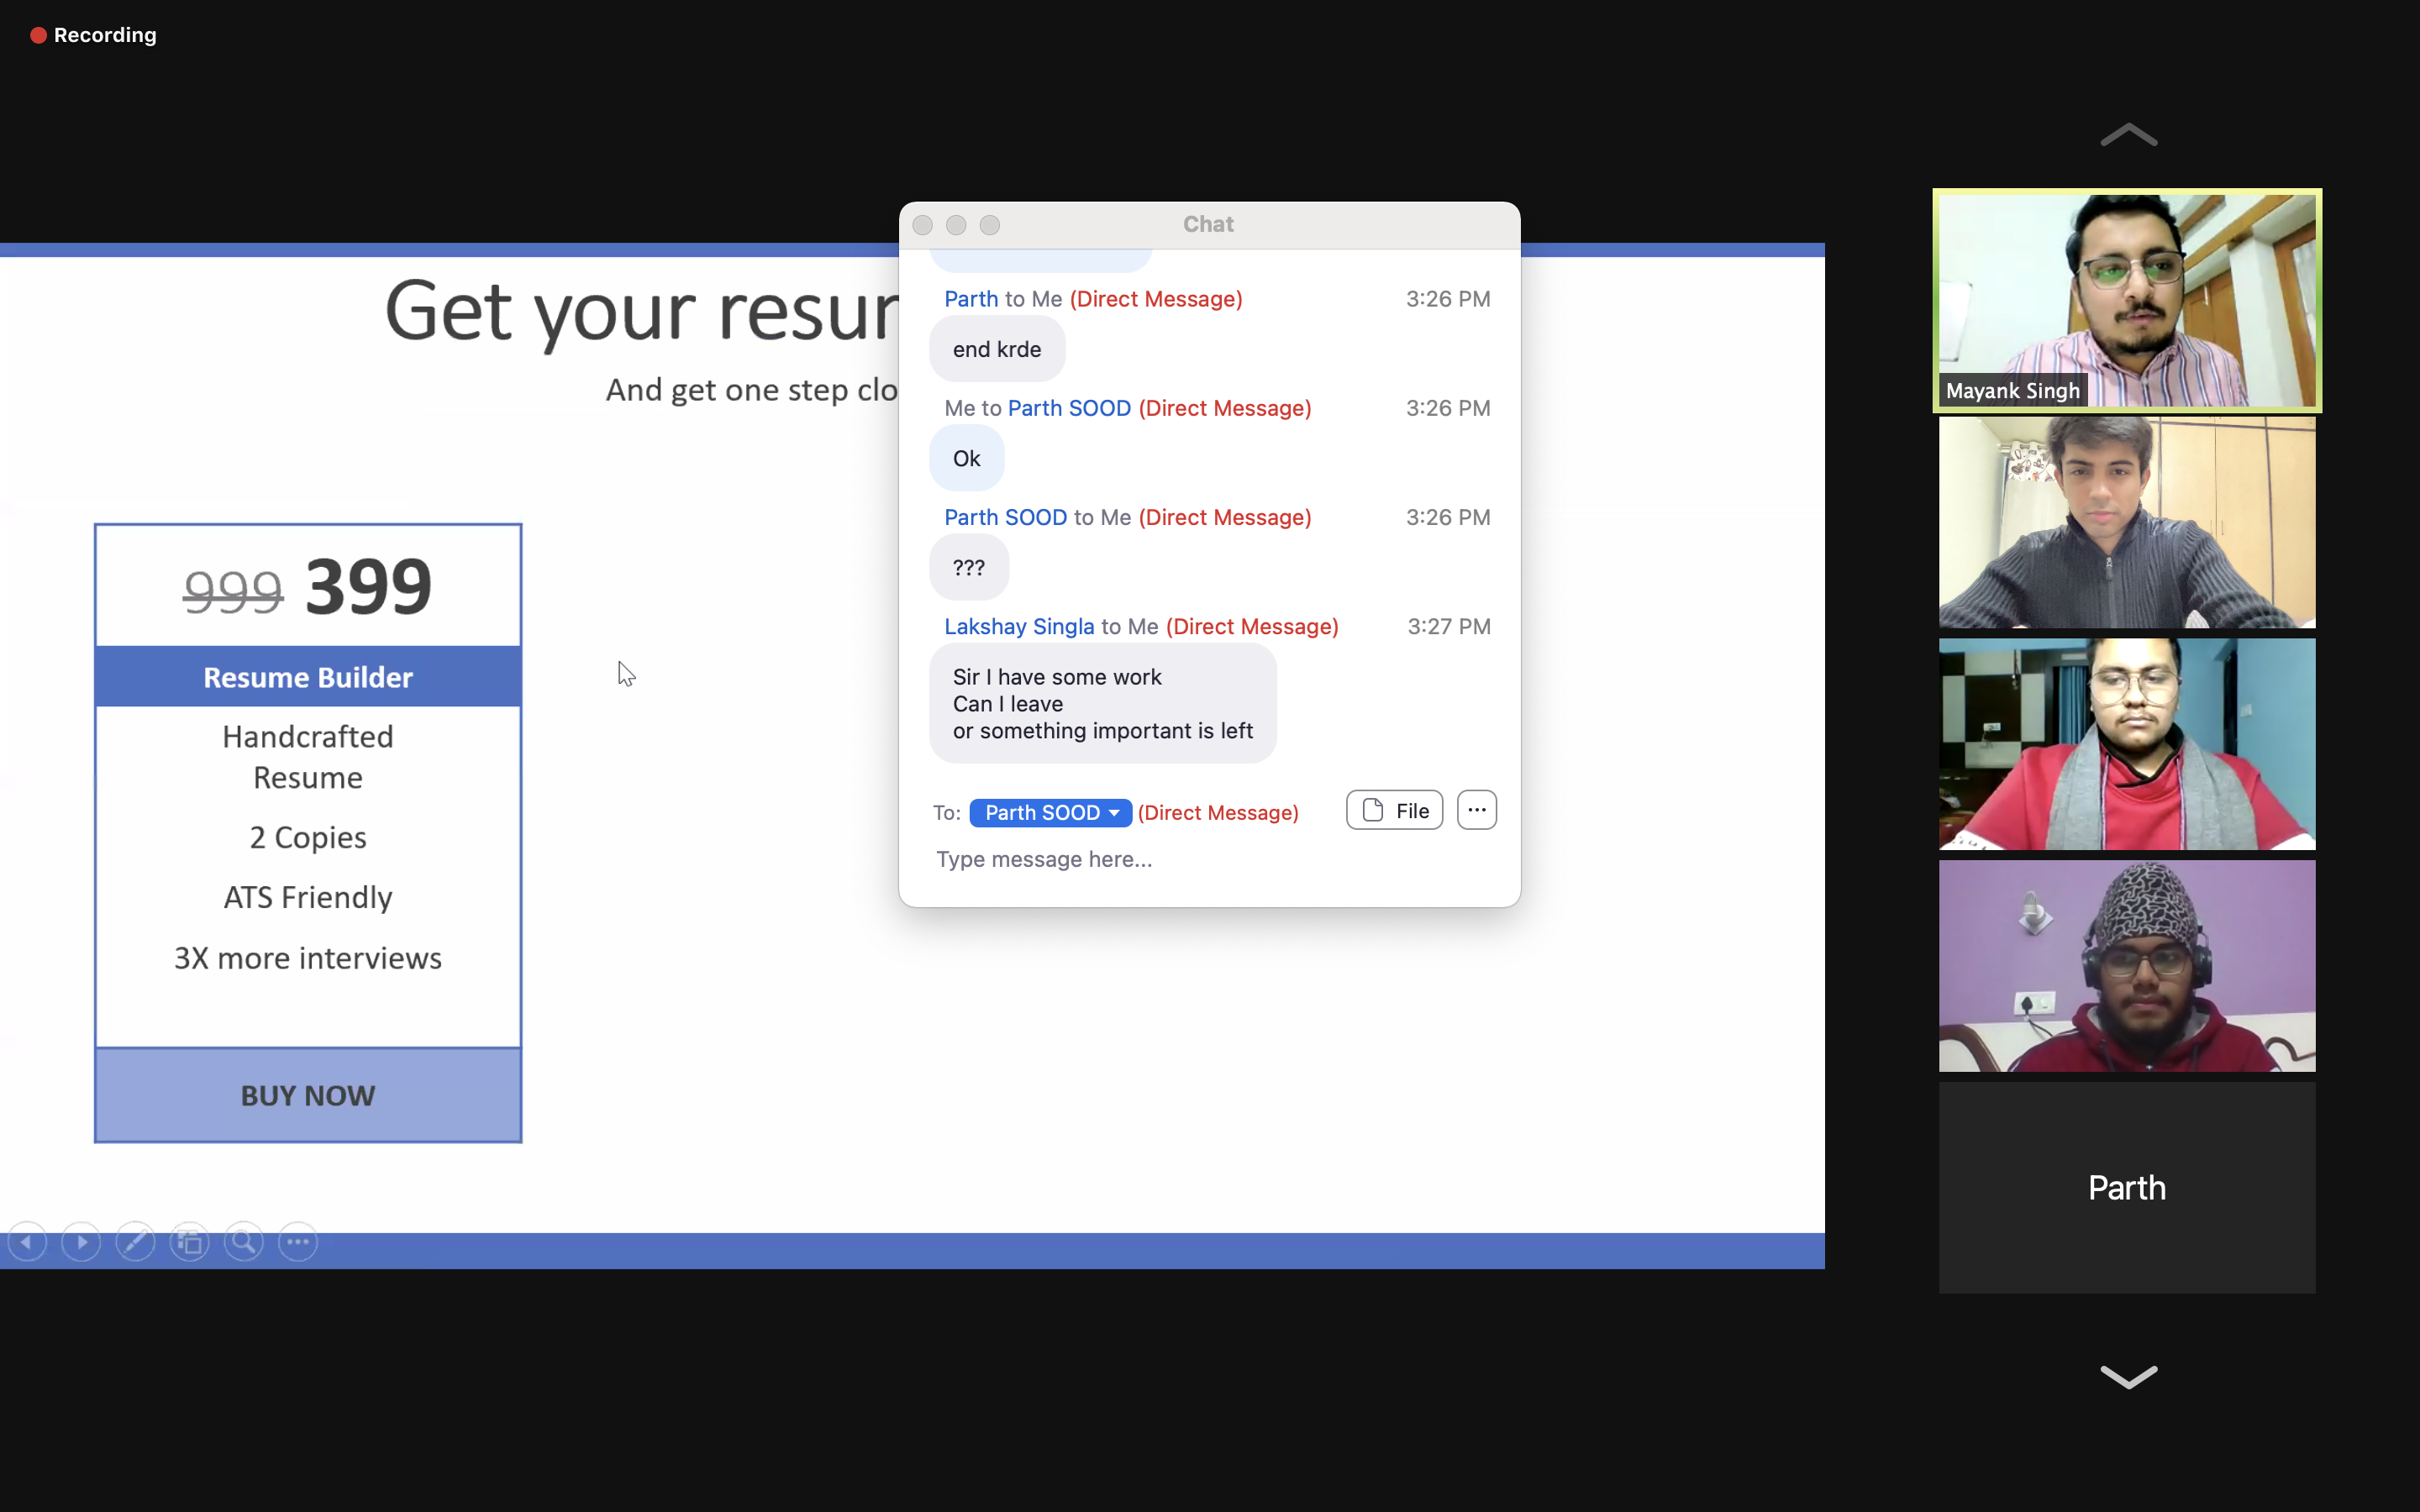 Recording
Get your resum
And get one step clo
999 399
Resume Builder
Handcrafted
Resume
2 Copies
ATS Friendly
3X more interviews
BUY NOW
Chat
Parth to Me (Direct Message) 3:26 PM
end krde
Me to Parth SOOD (Direct Message) 3:26 PM
Ok
Parth SOOD to Me (Direct Message) 3:26 PM
???
Lakshay Singla to Me (Direct Message) 3:27 PM
Sir I have some work
Can I leave
or something important is left
To: Parth SOOD (Direct Message) File ...
Type message here...
Mayank Singh
Parth